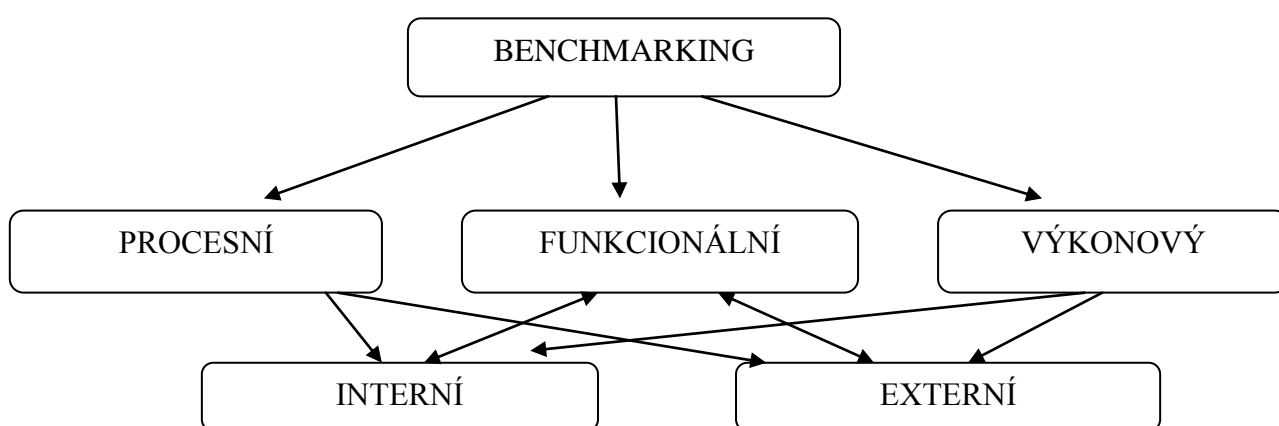 BENCHMARKING
PROCESNÍ
FUNKCIONÁLNÍ
VÝKONOVÝ
INTERNÍ
EXTERNÍ